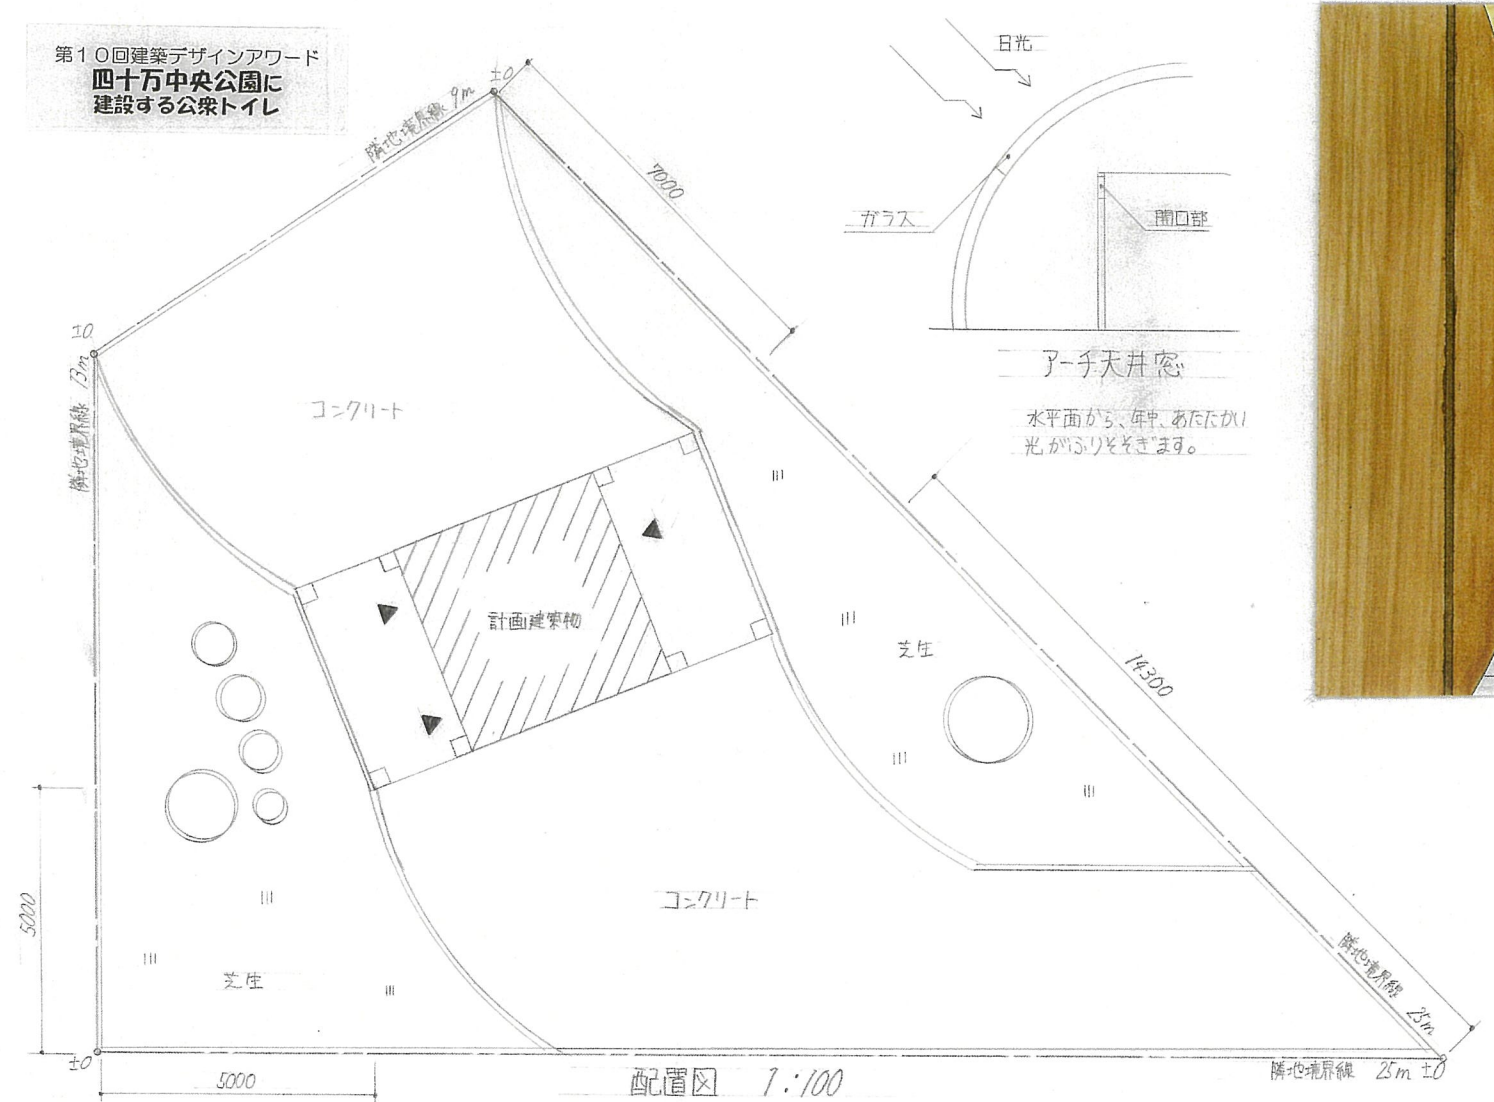 第10回建築デザインアワード
四十万中央公園に
建設する公衆トイレ
±0
隣地境界線 9m
7000
日光
ガラス
開口部
アーチ天井窓
水平面から、年中、あたたかい
光がふりそそぎます。
±0
隣地境界線 13m
コンクリート
計画建築物
芝生
14300
5000
コンクリート
芝生
隣地境界線 25m
±0
5000
配置図 1:100
隣地境界線 25m ±0